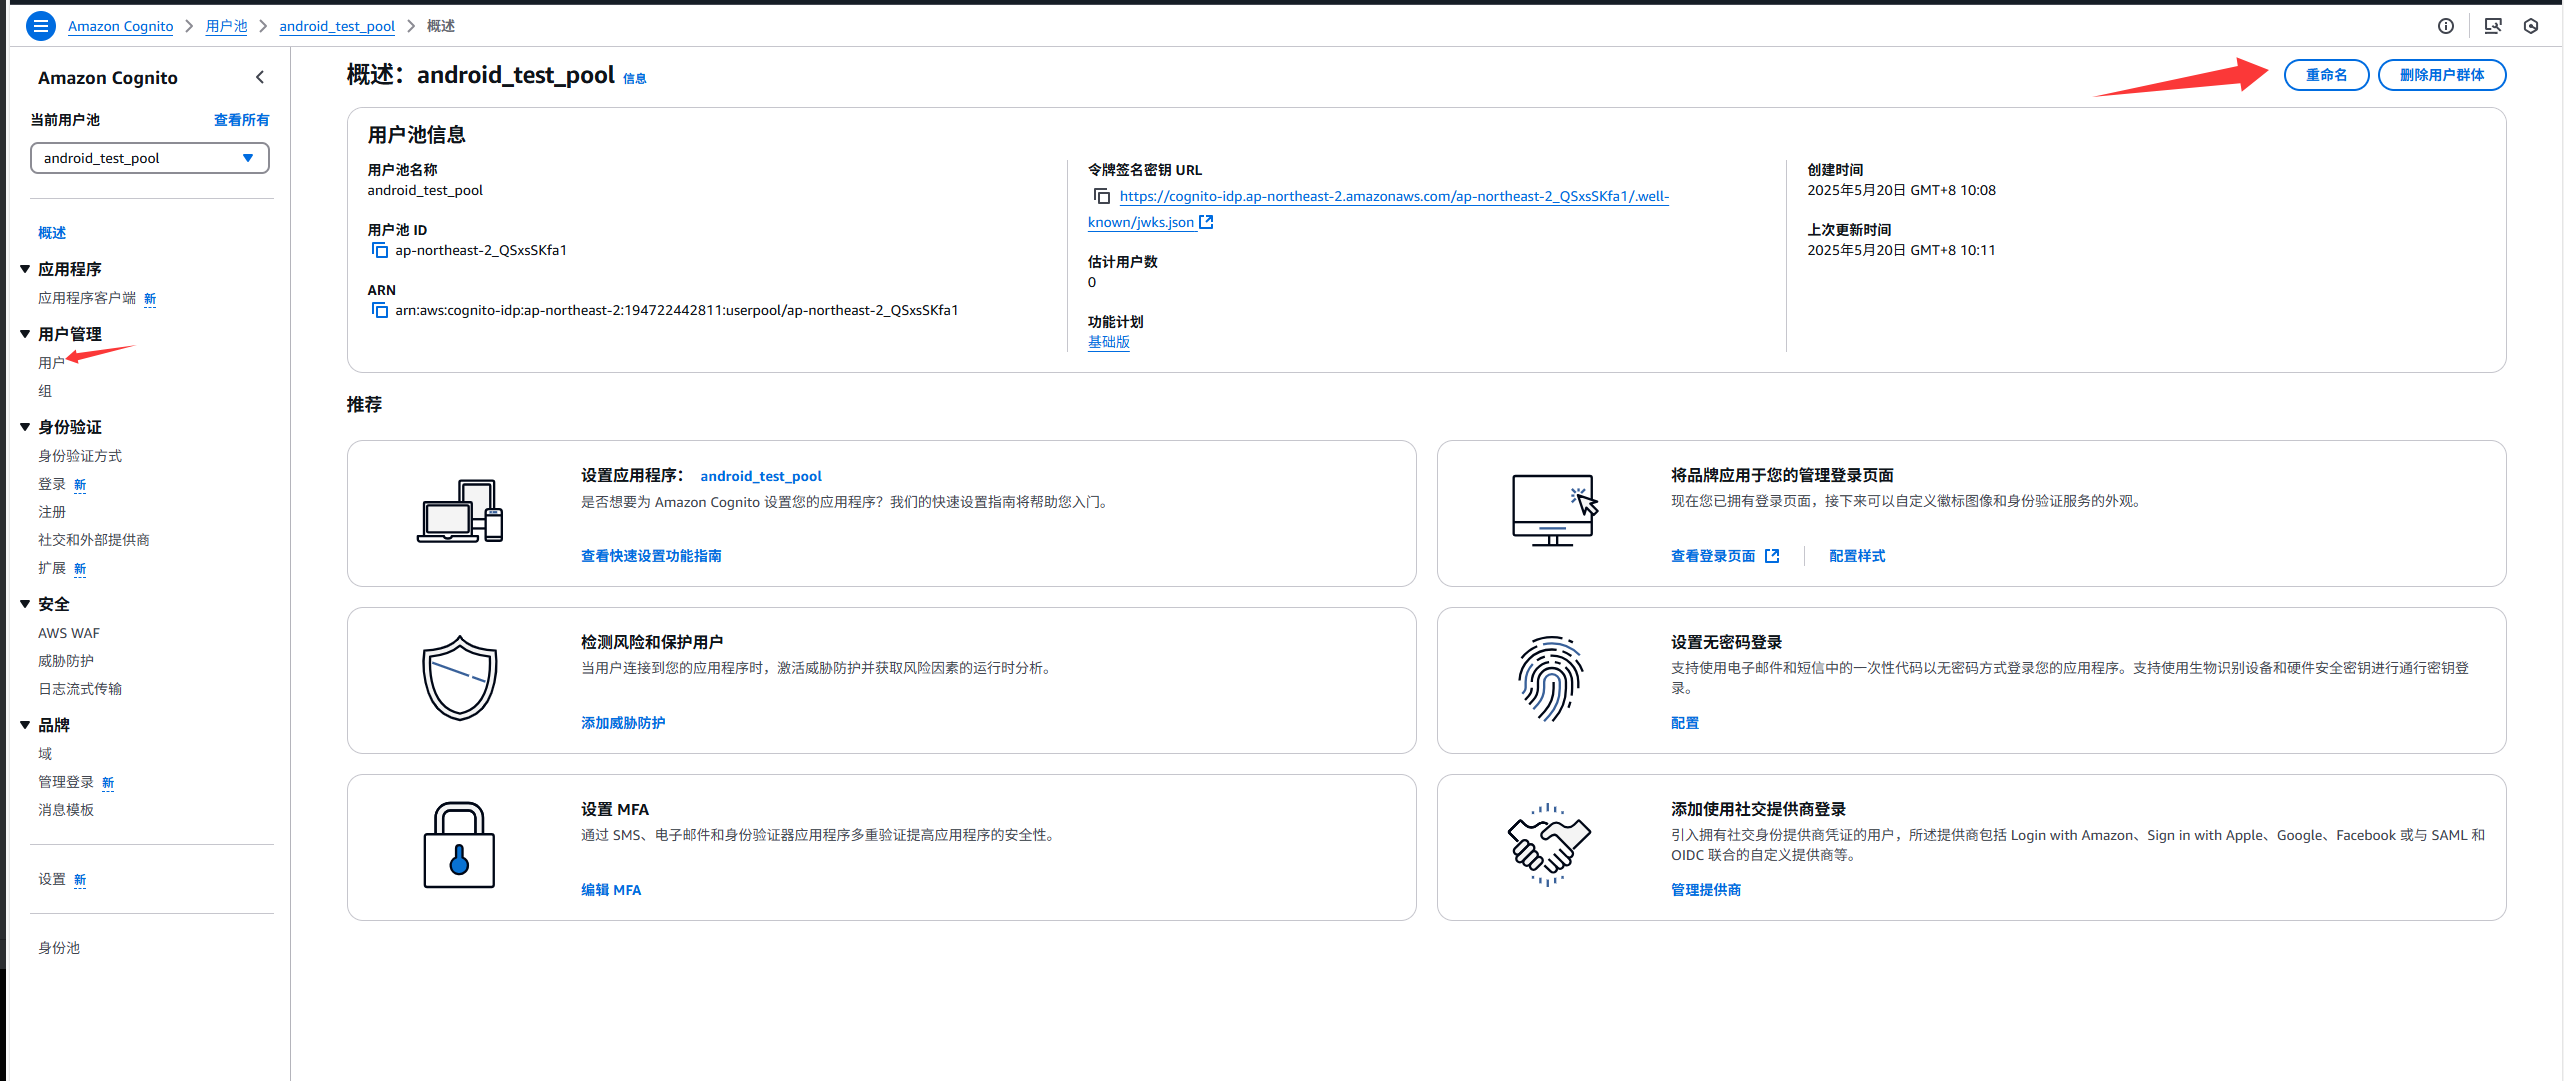 Amazon Cognito > 用户池 > android_test_pool > 概述
Amazon Cognito
当前用户池 查看所有
android_test_pool
概述
应用程序
应用程序客户端 新
用户管理
用户
组
身份验证
身份验证方式
登录 新
注册
社交和外部提供商
扩展 新
安全
AWS WAF
威胁防护
日志流式传输
品牌
域
管理登录 新
消息模板
设置 新
身份池
概述：android_test_pool 信息
重命名 删除用户群体
用户池信息
用户池名称
android_test_pool
用户池 ID
ap-northeast-2_QSxsSKfa1
ARN
arn:aws:cognito-idp:ap-northeast-2:194722442811:userpool/ap-northeast-2_QSxsSKfa1
令牌签名密钥 URL
https://cognito-idp.ap-northeast-2.amazonaws.com/ap-northeast-2_QSxsSKfa1/.well-
known/jwks.json
估计用户数
0
功能计划
基础版
创建时间
2025年5月20日 GMT+8 10:08
上次更新时间
2025年5月20日 GMT+8 10:11
推荐
设置应用程序： android_test_pool
是否想要为 Amazon Cognito 设置您的应用程序？我们的快速设置指南将帮助您入门。
查看快速设置功能指南
将品牌应用于您的管理登录页面
现在您已拥有登录页面，接下来可以自定义徽标图像和身份验证服务的外观。
查看登录页面 配置样式
检测风险和保护用户
当用户连接到您的应用程序时，激活威胁防护并获取风险因素的运行时分析。
添加威胁防护
设置无密码登录
支持使用电子邮件和短信中的一次性代码以无密码方式登录您的应用程序。支持使用生物识别设备和硬件安全密钥进行通行密钥登
录。
配置
设置 MFA
通过 SMS、电子邮件和身份验证器应用程序多重验证提高应用程序的安全性。
编辑 MFA
添加使用社交提供商登录
引入拥有社交身份提供商凭证的用户，所述提供商包括 Login with Amazon、Sign in with Apple、Google、Facebook 或与 SAML 和
OIDC 联合的自定义提供商等。
管理提供商